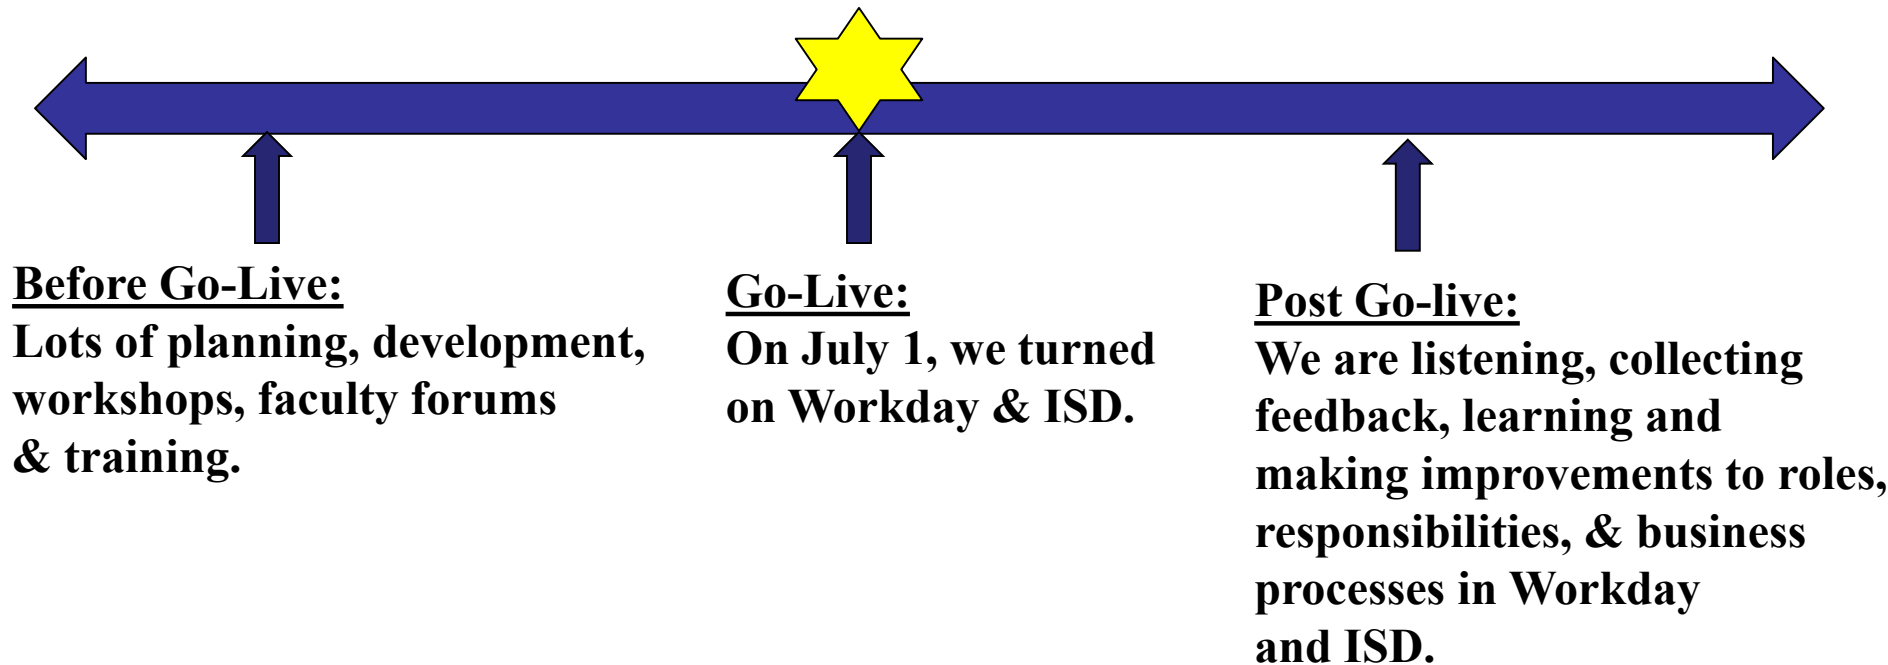 Before Go-Live:
Lots of planning, development,
workshops, faculty forums
& training.
Go-Live:
On July 1, we turned
on Workday & ISD.
Post Go-live:
We are listening, collecting
feedback, learning and
making improvements to roles,
responsibilities, & business
processes in Workday
and ISD.